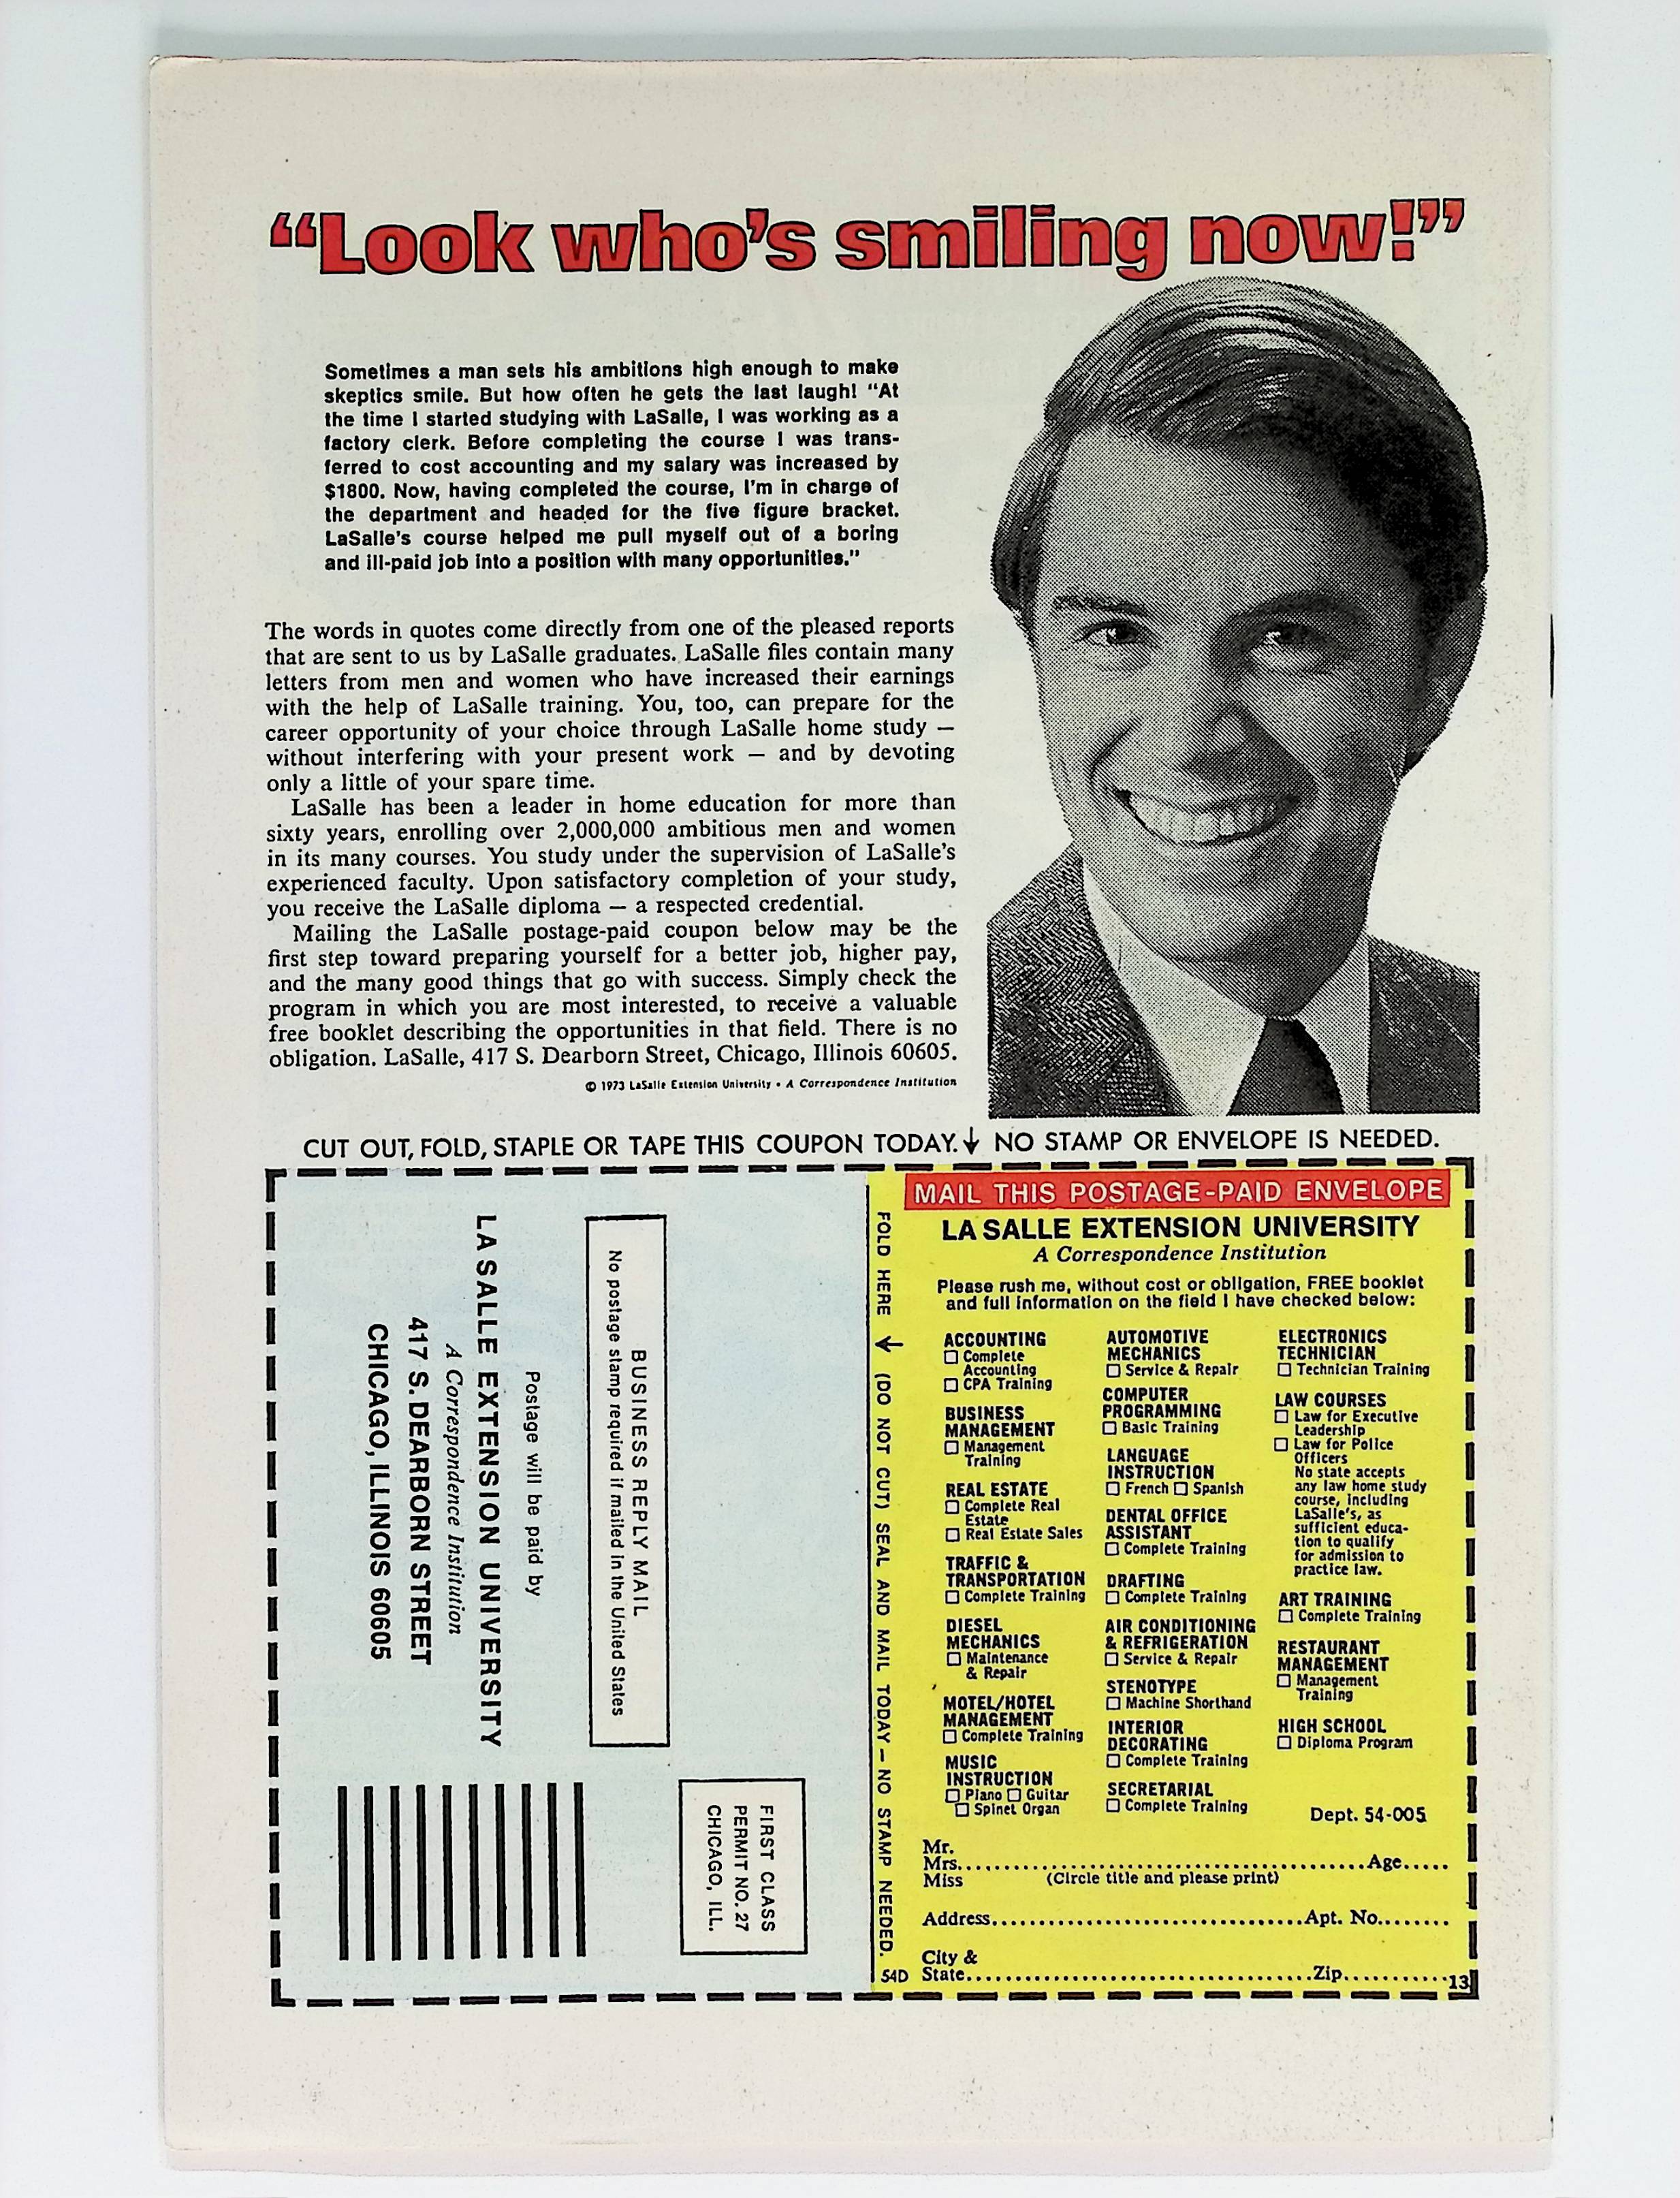 “Look who’s smiling now!”
Sometimes a man sets his ambitions high enough to make
skeptics smile. But how often he gets the last laugh! “At
the time I started studying with LaSalle, I was working as a
factory clerk. Before completing the course I was trans-
ferred to cost accounting and my salary was increased by
$1800. Now, having completed the course, I’m in charge of
the department and headed for the five figure bracket.
LaSalle’s course helped me pull myself out of a boring
and ill-paid job into a position with many opportunities.”
The words in quotes come directly from one of the pleased reports
that are sent to us by LaSalle graduates. LaSalle files contain many
letters from men and women who have increased their earnings
with the help of LaSalle training. You, too, can prepare for the
career opportunity of your choice through LaSalle home study —
without interfering with your present work — and by devoting
only a little of your spare time.
LaSalle has been a leader in home education for more than
sixty years, enrolling over 2,000,000 ambitious men and women
in its many courses. You study under the supervision of LaSalle’s
experienced faculty. Upon satisfactory completion of your study,
you receive the LaSalle diploma — a respected credential.
Mailing the LaSalle postage-paid coupon below may be the
first step toward preparing yourself for a better job, higher pay,
and the many good things that go with success. Simply check the
program in which you are most interested, to receive a valuable
free booklet describing the opportunities in that field. There is no
obligation. LaSalle, 417 S. Dearborn Street, Chicago, Illinois 60605.
© 1973 LaSalle Extension University • A Correspondence Institution
CUT OUT, FOLD, STAPLE OR TAPE THIS COUPON TODAY. ↓ NO STAMP OR ENVELOPE IS NEEDED.
FIRST CLASS
PERMIT NO. 27
CHICAGO, ILL.
BUSINESS REPLY MAIL
No postage stamp required if mailed in the United States
Postage will be paid by
LA SALLE EXTENSION UNIVERSITY
A Correspondence Institution
417 S. DEARBORN STREET
CHICAGO, ILLINOIS 60605
FOLD HERE ↓ (DO NOT CUT) SEAL AND MAIL TODAY – NO STAMP NEEDED.
54D
MAIL THIS POSTAGE-PAID ENVELOPE
LA SALLE EXTENSION UNIVERSITY
A Correspondence Institution
Please rush me, without cost or obligation, FREE booklet
and full information on the field I have checked below:
ACCOUNTING
☐ Complete
Accounting
☐ CPA Training
BUSINESS
MANAGEMENT
☐ Management
Training
REAL ESTATE
☐ Complete Real
Estate
☐ Real Estate Sales
TRAFFIC &
TRANSPORTATION
☐ Complete Training
DIESEL
MECHANICS
☐ Maintenance
& Repair
MOTEL/HOTEL
MANAGEMENT
☐ Complete Training
MUSIC
INSTRUCTION
☐ Piano ☐ Guitar
☐ Spinet Organ
AUTOMOTIVE
MECHANICS
☐ Service & Repair
COMPUTER
PROGRAMMING
☐ Basic Training
LANGUAGE
INSTRUCTION
☐ French ☐ Spanish
DENTAL OFFICE
ASSISTANT
☐ Complete Training
DRAFTING
☐ Complete Training
AIR CONDITIONING
& REFRIGERATION
☐ Service & Repair
STENOTYPE
☐ Machine Shorthand
INTERIOR
DECORATING
☐ Complete Training
SECRETARIAL
☐ Complete Training
ELECTRONICS
TECHNICIAN
☐ Technician Training
LAW COURSES
☐ Law for Executive
Leadership
☐ Law for Police
Officers
No state accepts
any law home study
course, including
LaSalle’s, as
sufficient educa-
tion to qualify
for admission to
practice law.
ART TRAINING
☐ Complete Training
RESTAURANT
MANAGEMENT
☐ Management
Training
HIGH SCHOOL
☐ Diploma Program
Dept. 54-005
Mr.
Mrs. Age
Miss (Circle title and please print)
Address Apt. No.
City &
State Zip 13